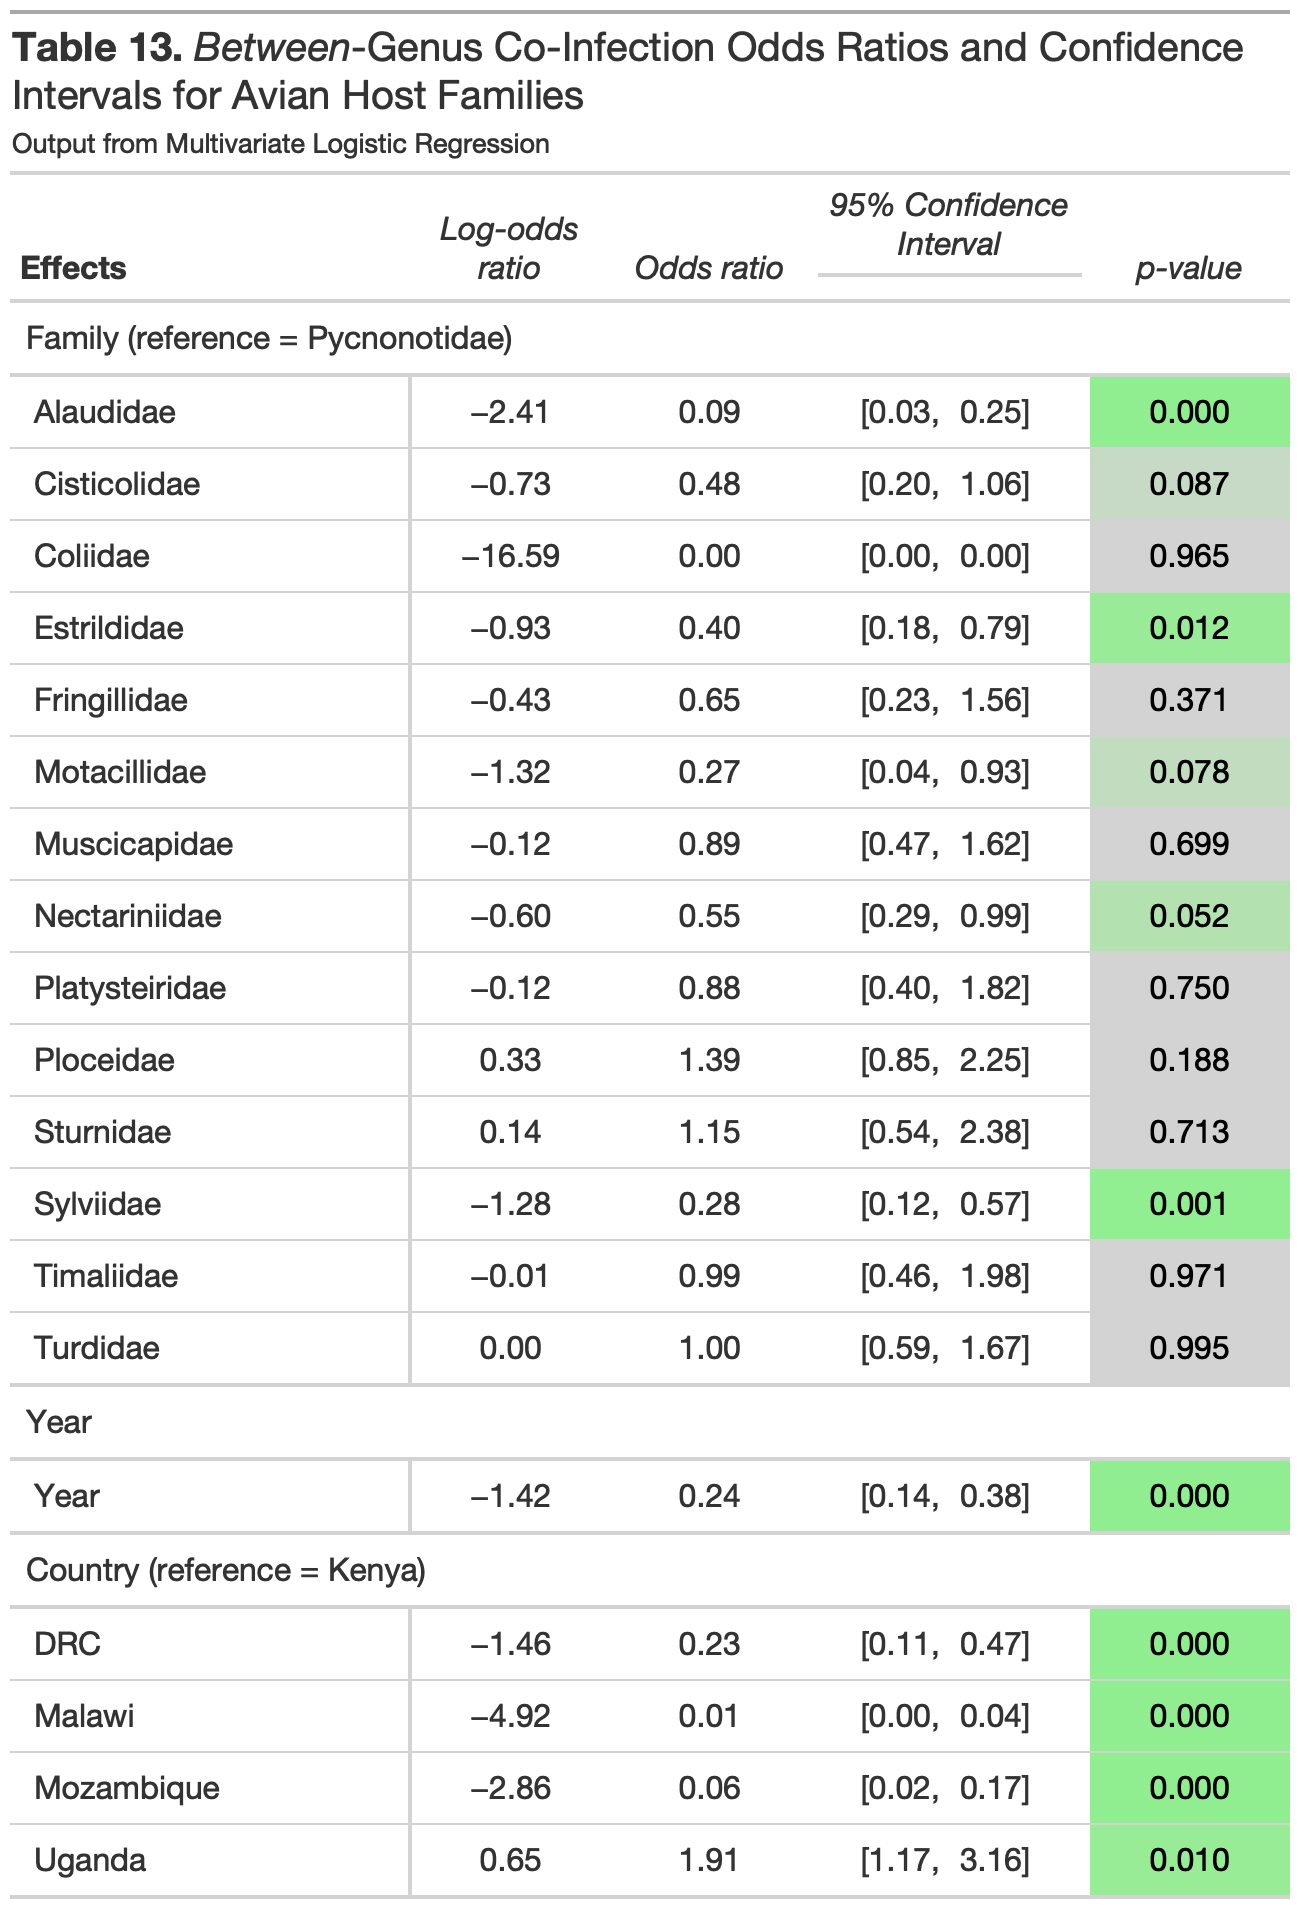 Table 13. Between-Genus Co-Infection Odds Ratios and Confidence
Intervals for Avian Host Families
Output from Multivariate Logistic Regression
Effects Log-odds ratio Odds ratio 95% Confidence Interval p-value
Family (reference = Pycnonotidae)
Alaudidae −2.41 0.09 [0.03, 0.25] 0.000
Cisticolidae −0.73 0.48 [0.20, 1.06] 0.087
Coliidae −16.59 0.00 [0.00, 0.00] 0.965
Estrildidae −0.93 0.40 [0.18, 0.79] 0.012
Fringillidae −0.43 0.65 [0.23, 1.56] 0.371
Motacillidae −1.32 0.27 [0.04, 0.93] 0.078
Muscicapidae −0.12 0.89 [0.47, 1.62] 0.699
Nectariniidae −0.60 0.55 [0.29, 0.99] 0.052
Platysteiridae −0.12 0.88 [0.40, 1.82] 0.750
Ploceidae 0.33 1.39 [0.85, 2.25] 0.188
Sturnidae 0.14 1.15 [0.54, 2.38] 0.713
Sylviidae −1.28 0.28 [0.12, 0.57] 0.001
Timaliidae −0.01 0.99 [0.46, 1.98] 0.971
Turdidae 0.00 1.00 [0.59, 1.67] 0.995
Year
Year −1.42 0.24 [0.14, 0.38] 0.000
Country (reference = Kenya)
DRC −1.46 0.23 [0.11, 0.47] 0.000
Malawi −4.92 0.01 [0.00, 0.04] 0.000
Mozambique −2.86 0.06 [0.02, 0.17] 0.000
Uganda 0.65 1.91 [1.17, 3.16] 0.010